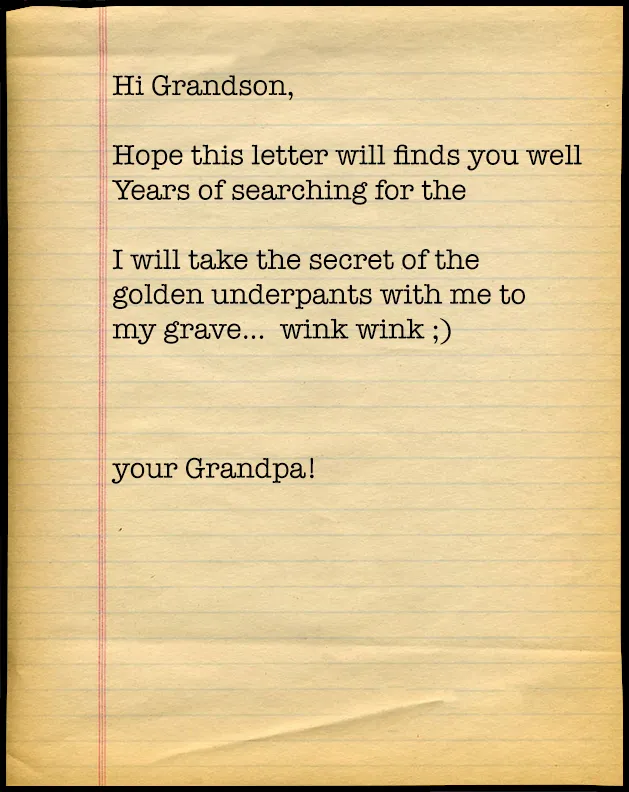 Hi Grandson,
Hope this letter will finds you well
Years of searching for the
I will take the secret of the
golden underpants with me to
my grave...  wink wink ;)
your Grandpa!